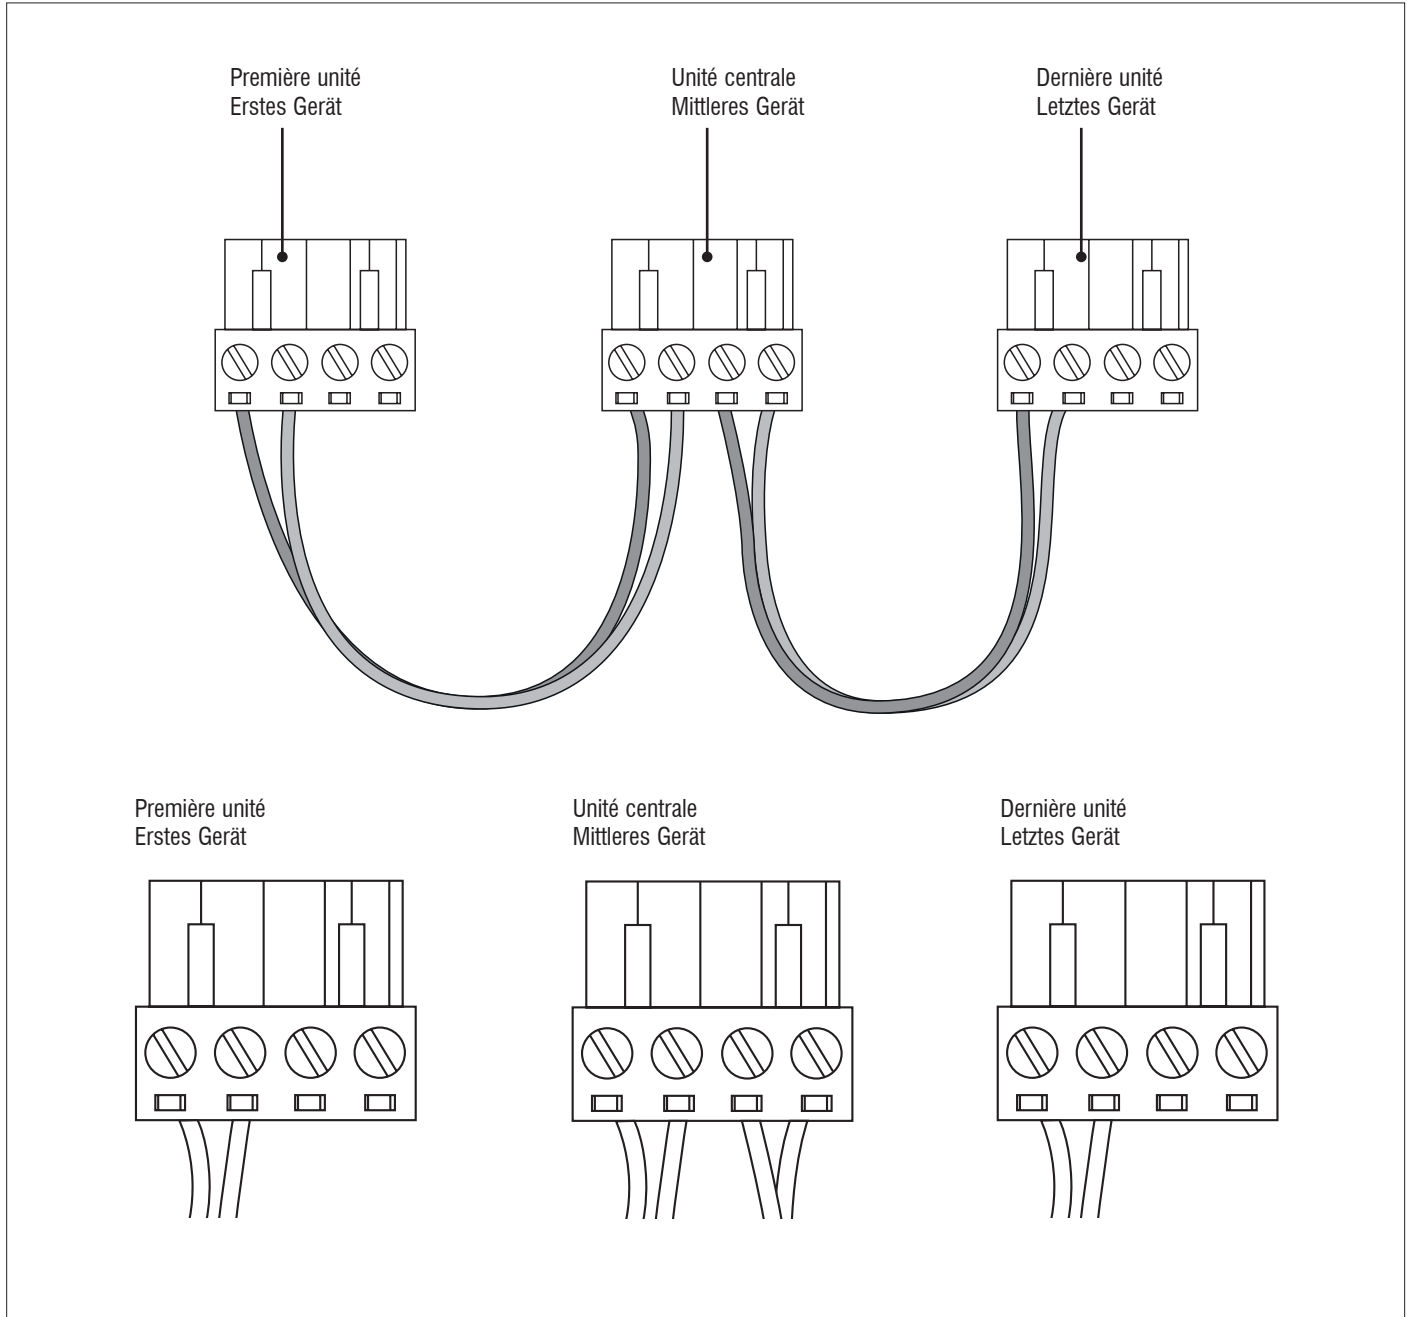 Première unité
Erstes Gerät
Unité centrale
Mittleres Gerät
Dernière unité
Letztes Gerät
Première unité
Erstes Gerät
Unité centrale
Mittleres Gerät
Dernière unité
Letztes Gerät